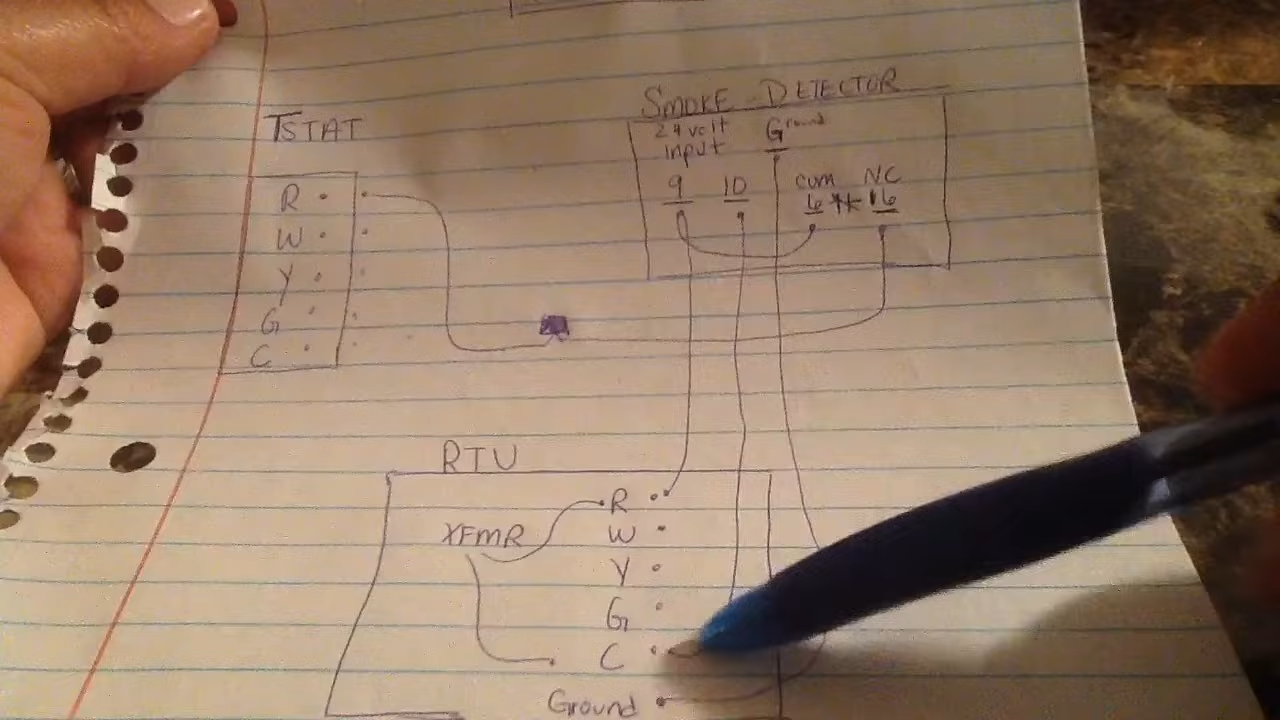 SMOKE DETECTOR
24 volt
input
Ground
9 10
com NC
6 16
TSTAT
R
W
Y
G
C
RTU
XFMR
R
W
Y
G
C
Ground